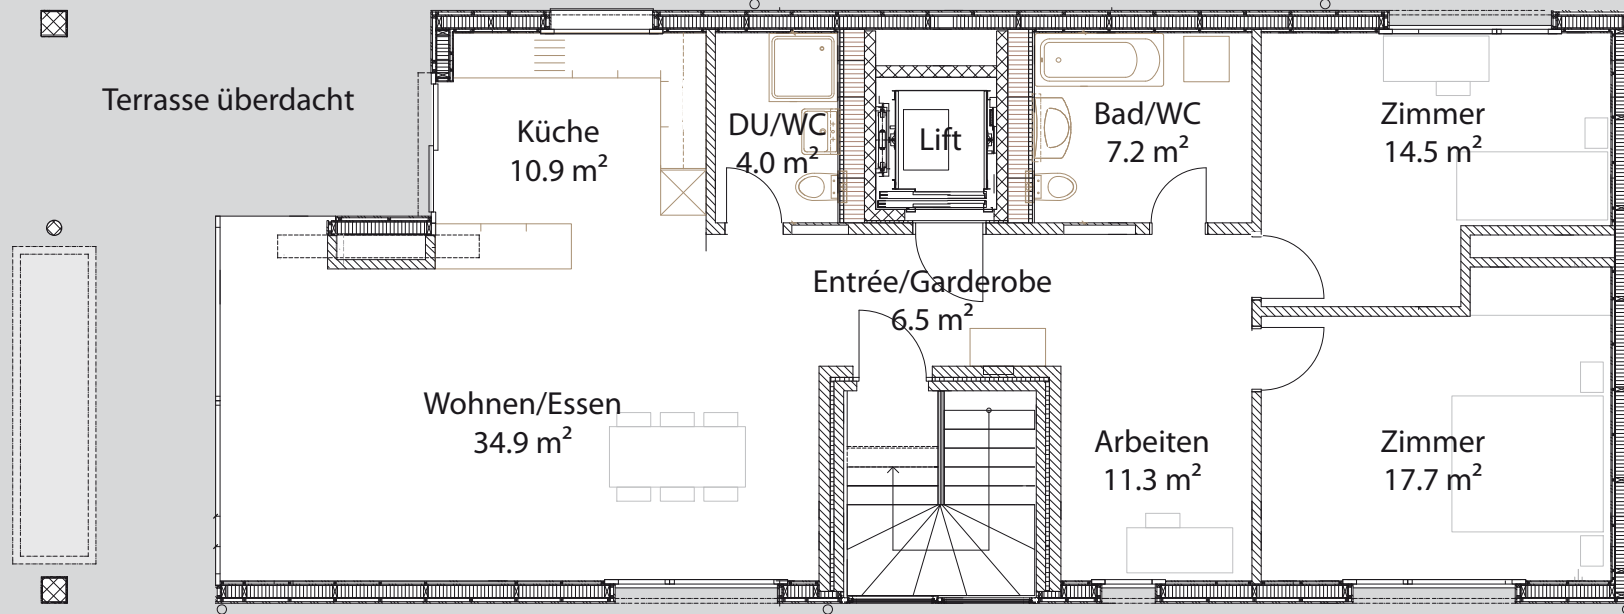 Terrasse überdacht
Küche
10.9 m²
DU/WC
4.0 m²
Lift
Bad/WC
7.2 m²
Zimmer
14.5 m²
Entrée/Garderobe
6.5 m²
Wohnen/Essen
34.9 m²
Arbeiten
11.3 m²
Zimmer
17.7 m²